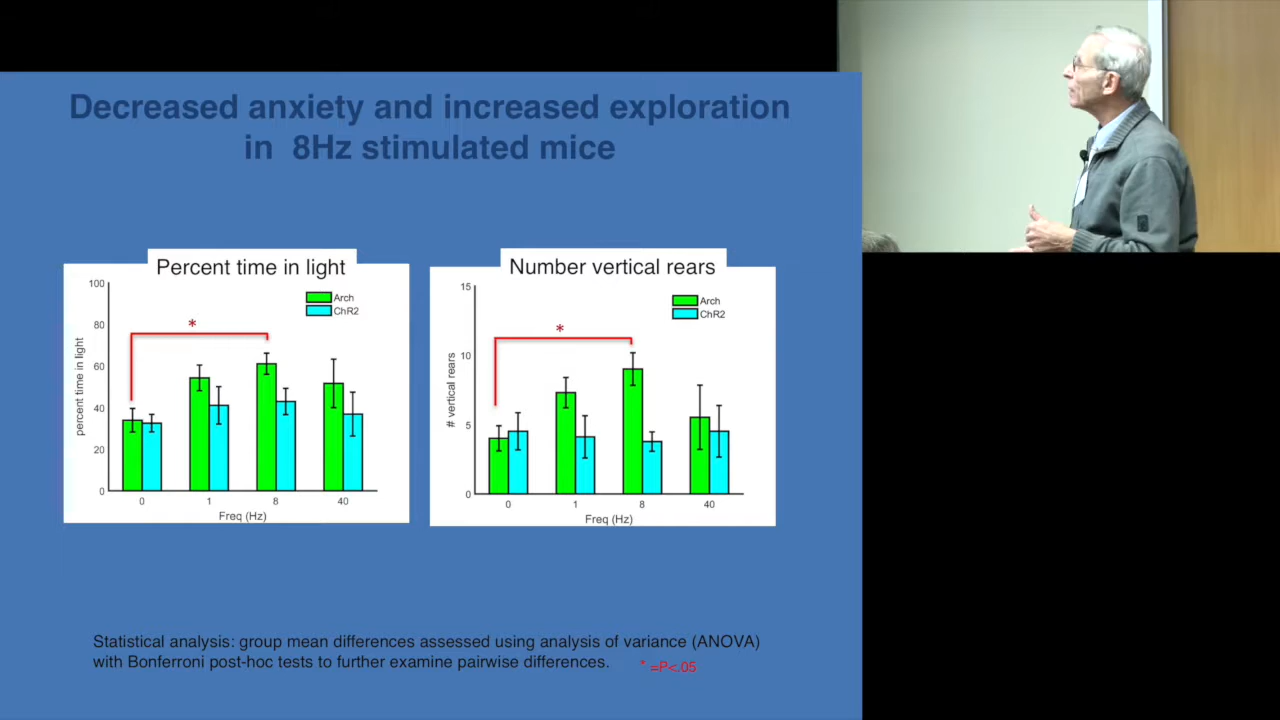 Decreased anxiety and increased exploration
in 8Hz stimulated mice
Percent time in light
100
80
60
40
20
0
percent time in light
Arch
ChR2
*
0 1 8 40
Freq (Hz)
Number vertical rears
15
10
5
0
# vertical rears
Arch
ChR2
*
0 1 8 40
Freq (Hz)
Statistical analysis: group mean differences assessed using analysis of variance (ANOVA)
with Bonferroni post-hoc tests to further examine pairwise differences. * =P<.05